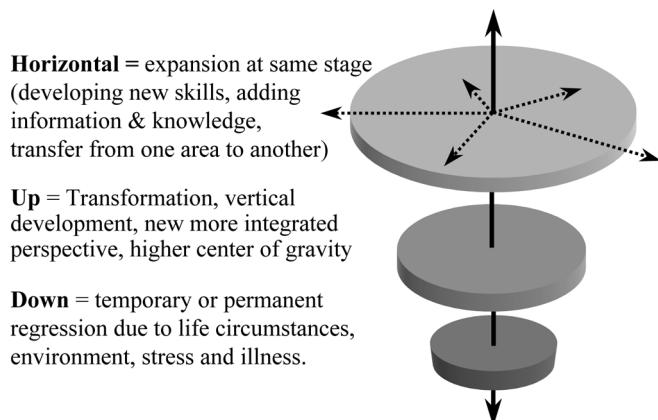 Horizontal = expansion at same stage
(developing new skills, adding
information & knowledge,
transfer from one area to another)
Up = Transformation, vertical
development, new more integrated
perspective, higher center of gravity
Down = temporary or permanent
regression due to life circumstances,
environment, stress and illness.